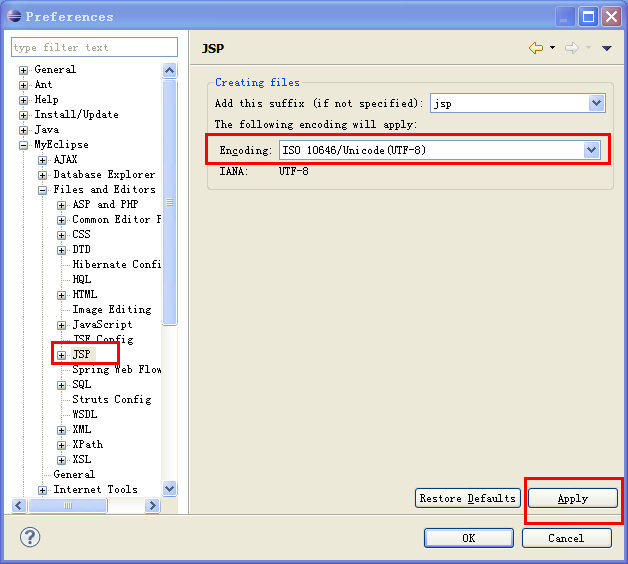 Preferences
type filter text
General
Ant
Help
Install/Update
Java
MyEclipse
AJAX
Database Explorer
Files and Editors
ASP and PHP
Common Editor P
CSS
DTD
Hibernate Confi
HQL
HTML
Image Editing
JavaScript
JSF Config
JSP
Spring Web Flow
SQL
Struts Config
WSDL
XML
XPath
XSL
General
Internet Tools
JSP
Creating files
Add this suffix (if not specified): jsp
The following encoding will apply:
Encoding: ISO 10646/Unicode(UTF-8)
IANA: UTF-8
Restore Defaults Apply
OK Cancel